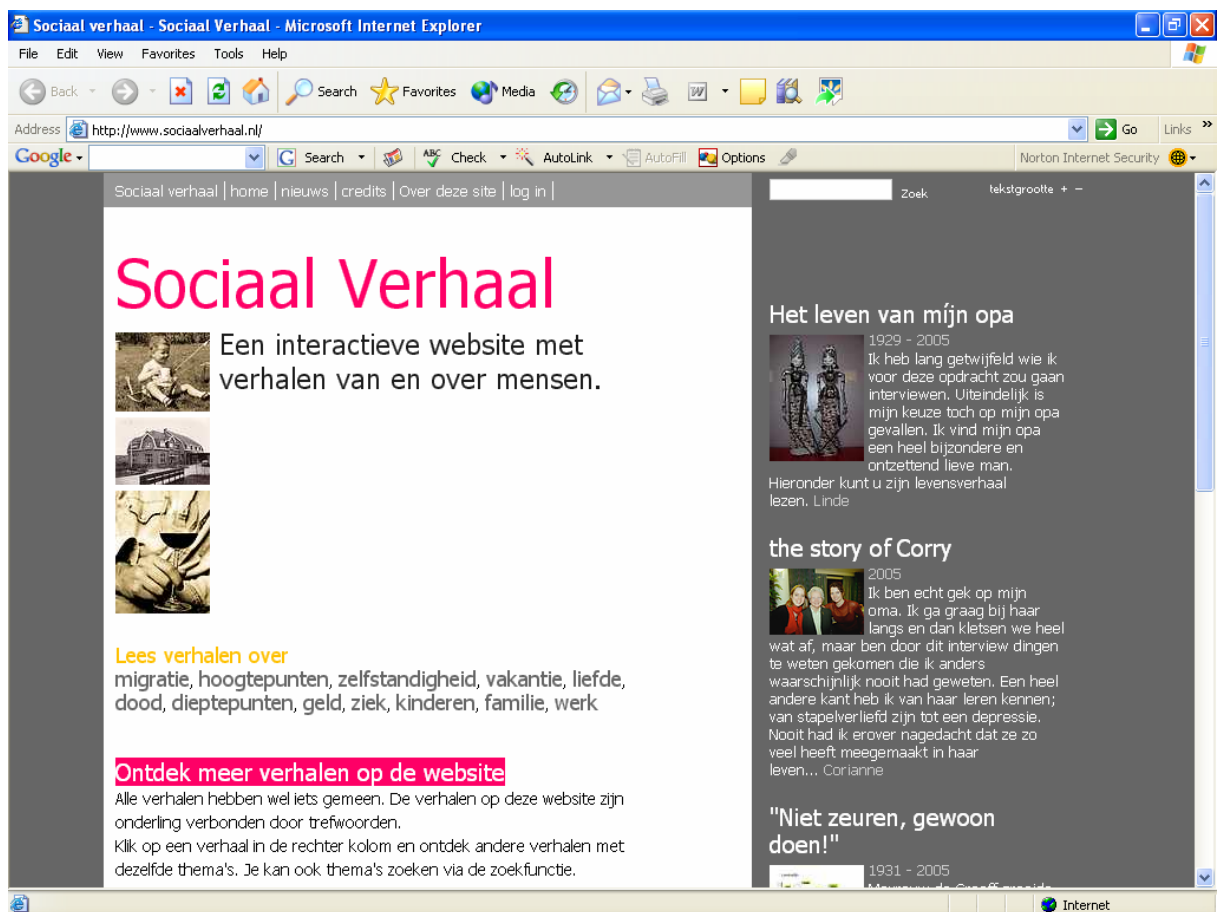 Sociaal verhaal - Sociaal Verhaal - Microsoft Internet Explorer
File Edit View Favorites Tools Help
Back Search Favorites Media
Address http://www.sociaalverhaal.nl/ Go Links »
Google Search ABC Check AutoLink AutoFill Options Norton Internet Security
Sociaal verhaal | home | nieuws | credits | Over deze site | log in |
Zoek tekstgrootte + −
Sociaal Verhaal
Een interactieve website met
verhalen van en over mensen.
Lees verhalen over
migratie, hoogtepunten, zelfstandigheid, vakantie, liefde,
dood, dieptepunten, geld, ziek, kinderen, familie, werk
Ontdek meer verhalen op de website
Alle verhalen hebben wel iets gemeen. De verhalen op deze website zijn
onderling verbonden door trefwoorden.
Klik op een verhaal in de rechter kolom en ontdek andere verhalen met
dezelfde thema's. Je kan ook thema's zoeken via de zoekfunctie.
Het leven van míjn opa
1929 - 2005
Ik heb lang getwijfeld wie ik
voor deze opdracht zou gaan
interviewen. Uiteindelijk is
mijn keuze toch op mijn opa
gevallen. Ik vind mijn opa
een heel bijzondere en
ontzettend lieve man.
Hieronder kunt u zijn levensverhaal
lezen. Linde
the story of Corry
2005
Ik ben echt gek op mijn
oma. Ik ga graag bij haar
langs en dan kletsen we heel
wat af, maar ben door dit interview dingen
te weten gekomen die ik anders
waarschijnlijk nooit had geweten. Een heel
andere kant heb ik van haar leren kennen;
van stapelverliefd zijn tot een depressie.
Nooit had ik erover nagedacht dat ze zo
veel heeft meegemaakt in haar
leven... Corianne
"Niet zeuren, gewoon
doen!"
1931 - 2005
Internet